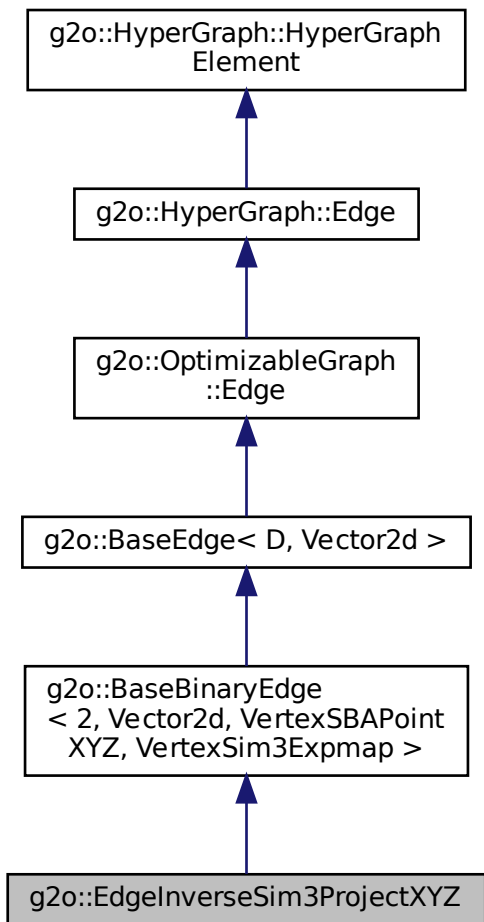 g2o::HyperGraph::HyperGraph
Element
g2o::HyperGraph::Edge
g2o::OptimizableGraph
::Edge
g2o::BaseEdge< D, Vector2d >
g2o::BaseBinaryEdge
< 2, Vector2d, VertexSBAPoint
XYZ, VertexSim3Expmap >
g2o::EdgeInverseSim3ProjectXYZ